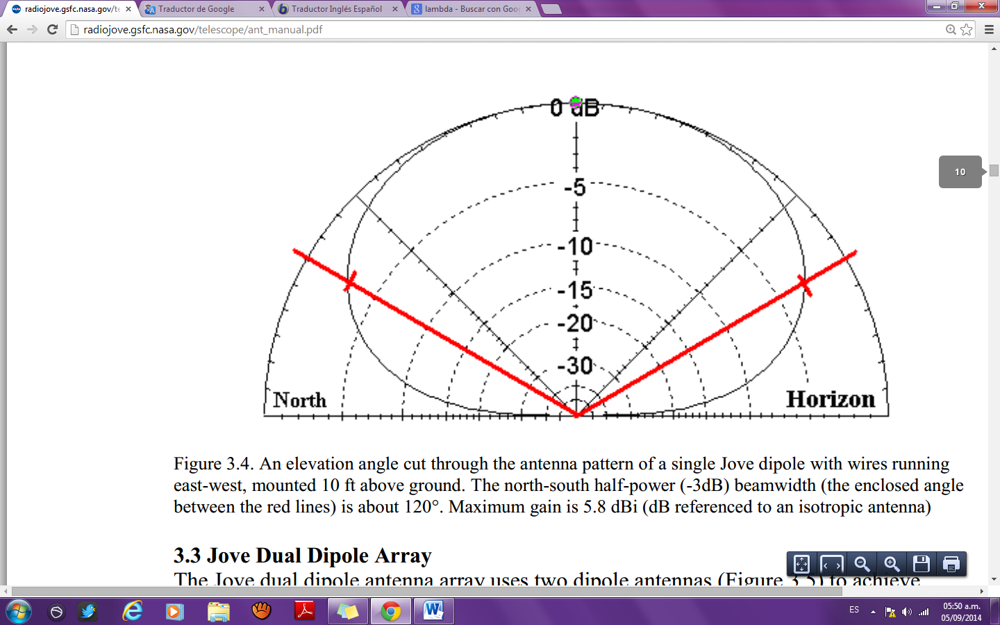 radiojove.gsfc.nasa.gov/te
Traductor de Google
Traductor Inglés Español
lambda - Buscar con Goo
radiojove.gsfc.nasa.gov/telescope/ant_manual.pdf
0 dB
-5
10
-10
-15
-20
-30
North
Horizon
Figure 3.4. An elevation angle cut through the antenna pattern of a single Jove dipole with wires running
east-west, mounted 10 ft above ground. The north-south half-power (-3dB) beamwidth (the enclosed angle
between the red lines) is about 120°. Maximum gain is 5.8 dBi (dB referenced to an isotropic antenna)
3.3 Jove Dual Dipole Array
The Jove dual dipole antenna array uses two dipole antennas (Figure 3.5) to achieve
ES
05:50 a.m.
05/09/2014